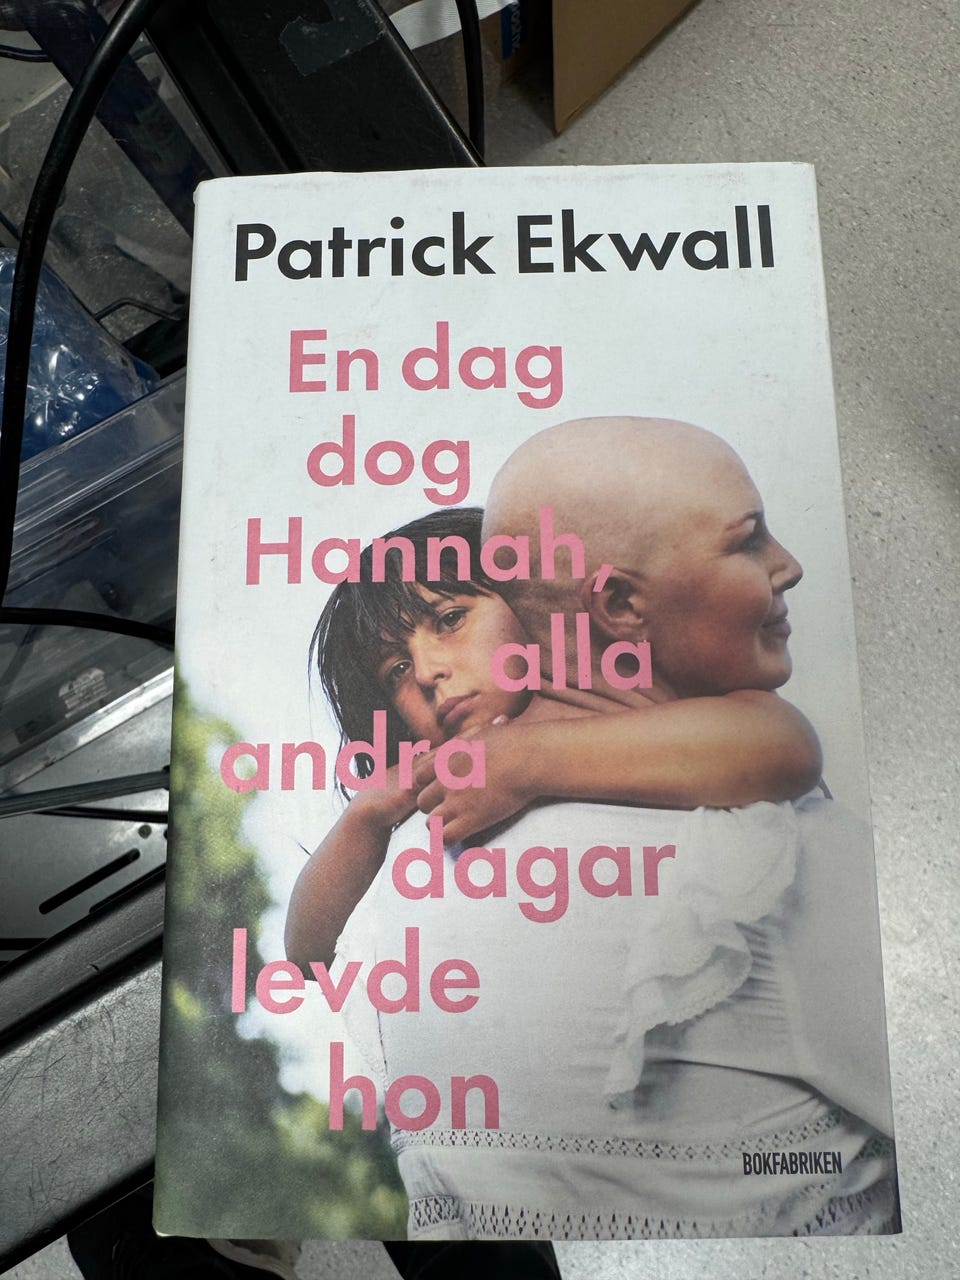 Patrick Ekwall
En dag
dog
Hannah,
alla
andra
dagar
levde
hon
BOKFABRIKEN